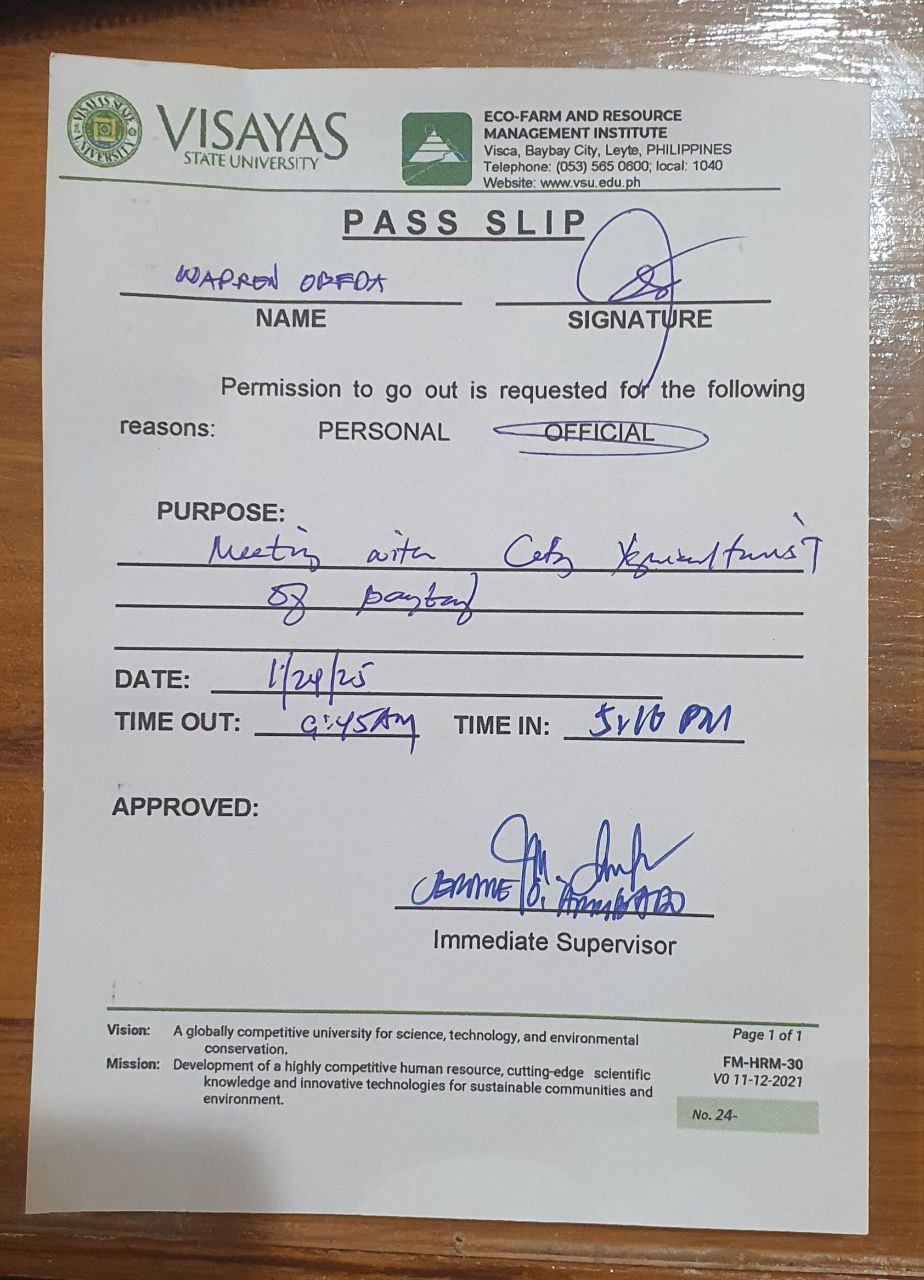 VISAYAS STATE UNIVERSITY
VISAYAS
STATE UNIVERSITY
ECO-FARM AND RESOURCE
MANAGEMENT INSTITUTE
Visca, Baybay City, Leyte, PHILIPPINES
Telephone: (053) 565 0600; local: 1040
Website: www.vsu.edu.ph
PASS SLIP
WARREN
NAME
SIGNATURE
Permission to go out is requested for the following
reasons: PERSONAL OFFICIAL
PURPOSE:
Meeting with City Agriculturist
of Baybay
DATE: 1/24/25
TIME OUT: 9:45AM TIME IN: 5:10 PM
APPROVED:
Immediate Supervisor
Vision: A globally competitive university for science, technology, and environmental
conservation.
Mission: Development of a highly competitive human resource, cutting-edge scientific
knowledge and innovative technologies for sustainable communities and
environment.
Page 1 of 1
FM-HRM-30
V0 11-12-2021
No. 24-